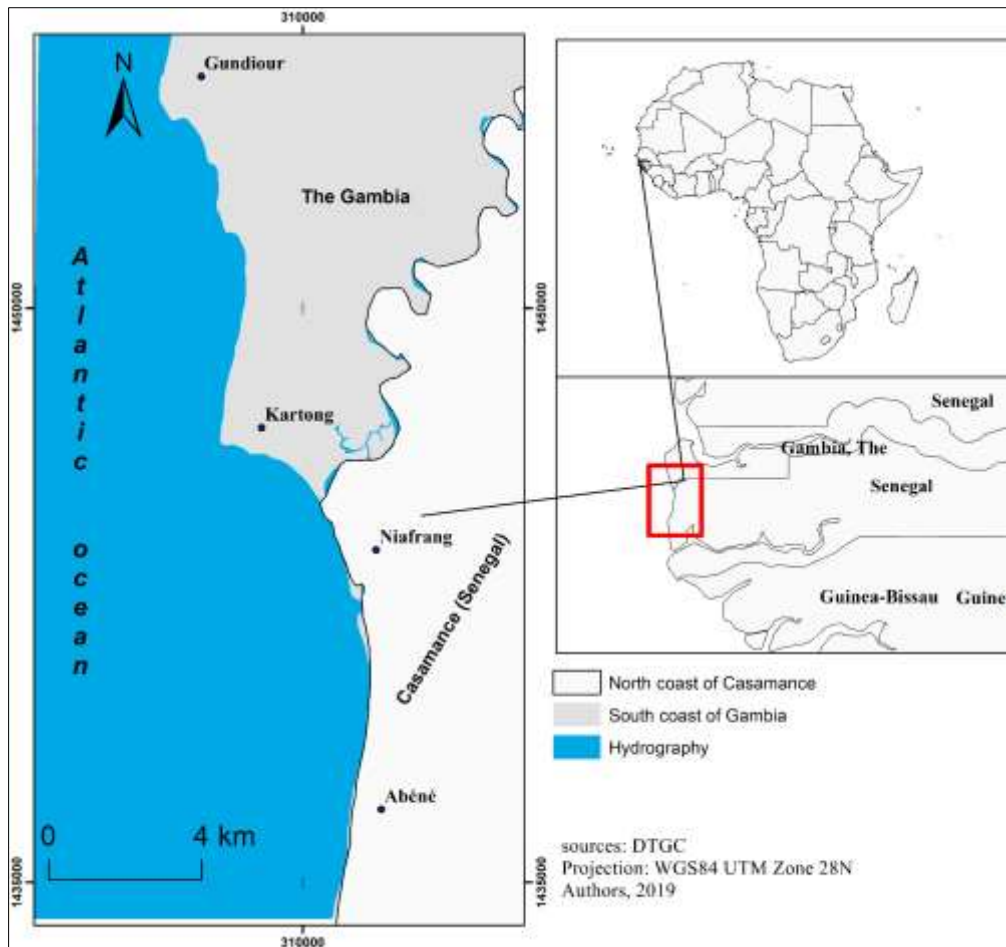 310000
N
Gundiour
The Gambia
Atlantic
ocean
1450000
1450000
Kartong
Niafrang
Casamance (Senegal)
Abéné
0 4 km
1435000
1435000
310000
Senegal
Gambia, The
Senegal
Guinea-Bissau Guine
North coast of Casamance
South coast of Gambia
Hydrography
sources: DTGC
Projection: WGS84 UTM Zone 28N
Authors, 2019